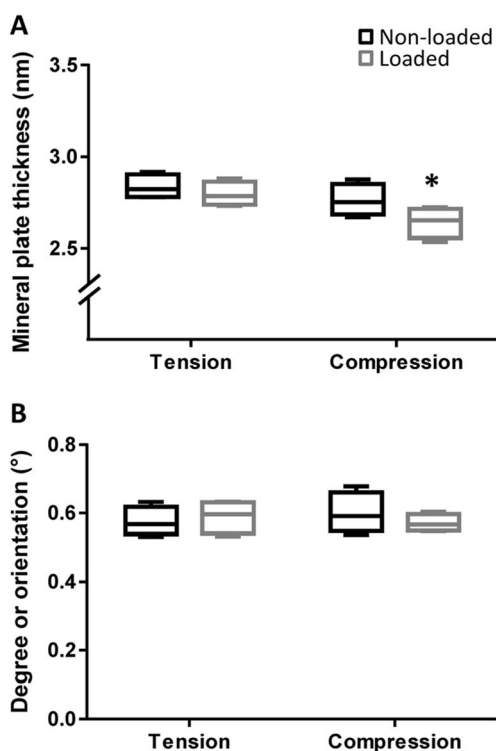 A
Non-loaded
Loaded
Mineral plate thickness (nm)
3.5
3.0
2.5
*
Tension Compression
B
Degree or orientation (°)
0.8
0.6
0.4
0.2
0.0
Tension Compression